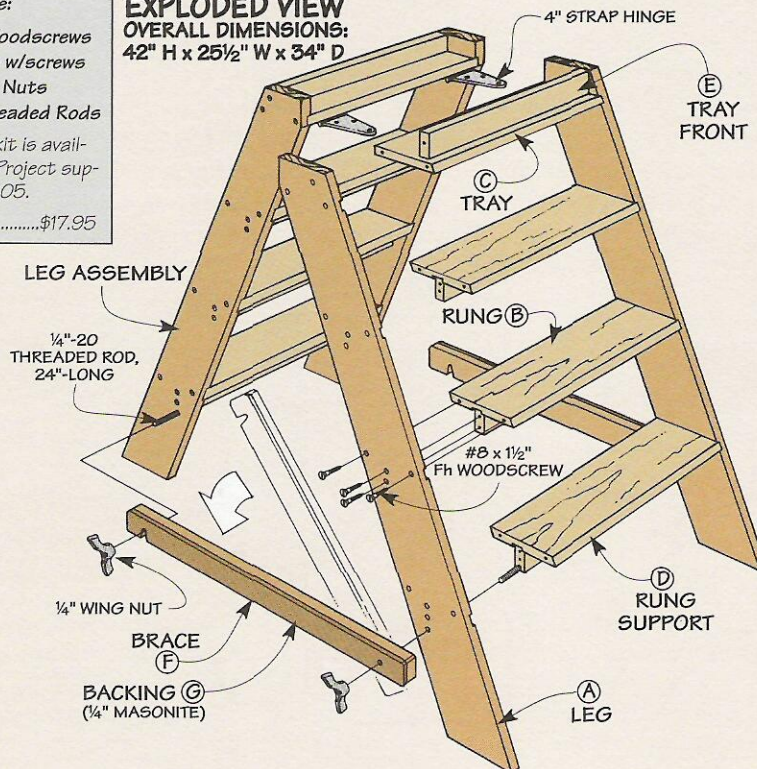 e:
oodscrews
w/screws
Nuts
eaded Rods
kit is avail-
Project sup-
05.
.........$17.95
EXPLODED VIEW
OVERALL DIMENSIONS:
42" H x 25½" W x 34" D
4" STRAP HINGE
E
TRAY
FRONT
C
TRAY
LEG ASSEMBLY
RUNG B
¼"-20
THREADED ROD,
24"-LONG
#8 x 1½"
Fh WOODSCREW
¼" WING NUT
D
RUNG
SUPPORT
BRACE
F
BACKING G
(¼" MASONITE)
A
LEG